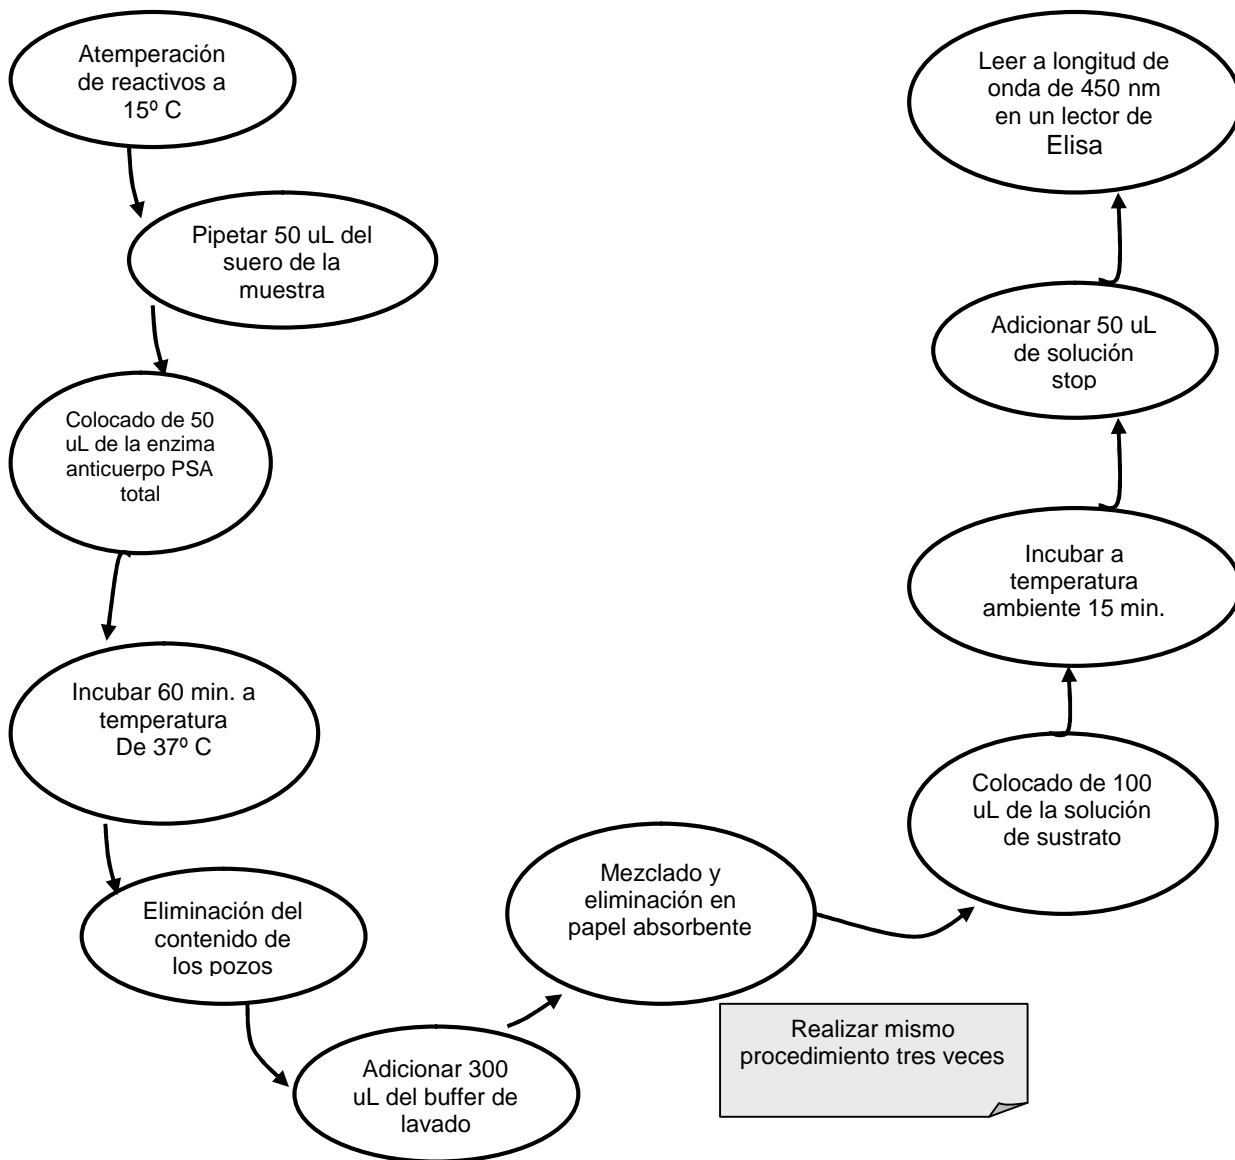 Atemperación
de reactivos a
15º C
Pipetar 50 uL del
suero de la
muestra
Colocado de 50
uL de la enzima
anticuerpo PSA
total
Incubar 60 min. a
temperatura
De 37º C
Eliminación del
contenido de
los pozos
Adicionar 300
uL del buffer de
lavado
Mezclado y
eliminación en
papel absorbente
Realizar mismo
procedimiento tres veces
Colocado de 100
uL de la solución
de sustrato
Incubar a
temperatura
ambiente 15 min.
Adicionar 50 uL
de solución
stop
Leer a longitud de
onda de 450 nm
en un lector de
Elisa